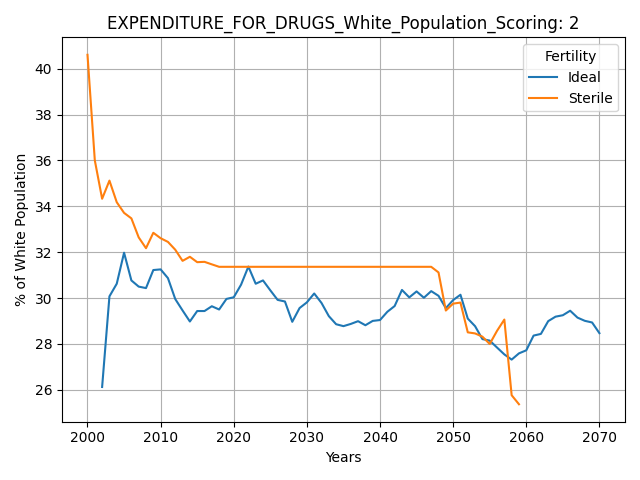 EXPENDITURE_FOR_DRUGS_White_Population_Scoring: 2
Fertility
Ideal
Sterile
% of White Population
40
38
36
34
32
30
28
26
2000 2010 2020 2030 2040 2050 2060 2070
Years